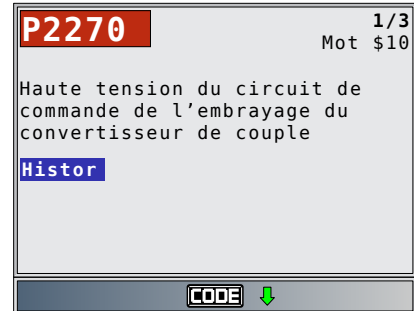 P2270
1/3
Mot $10
Haute tension du circuit de
commande de l’embrayage du
convertisseur de couple
Histor
CODE